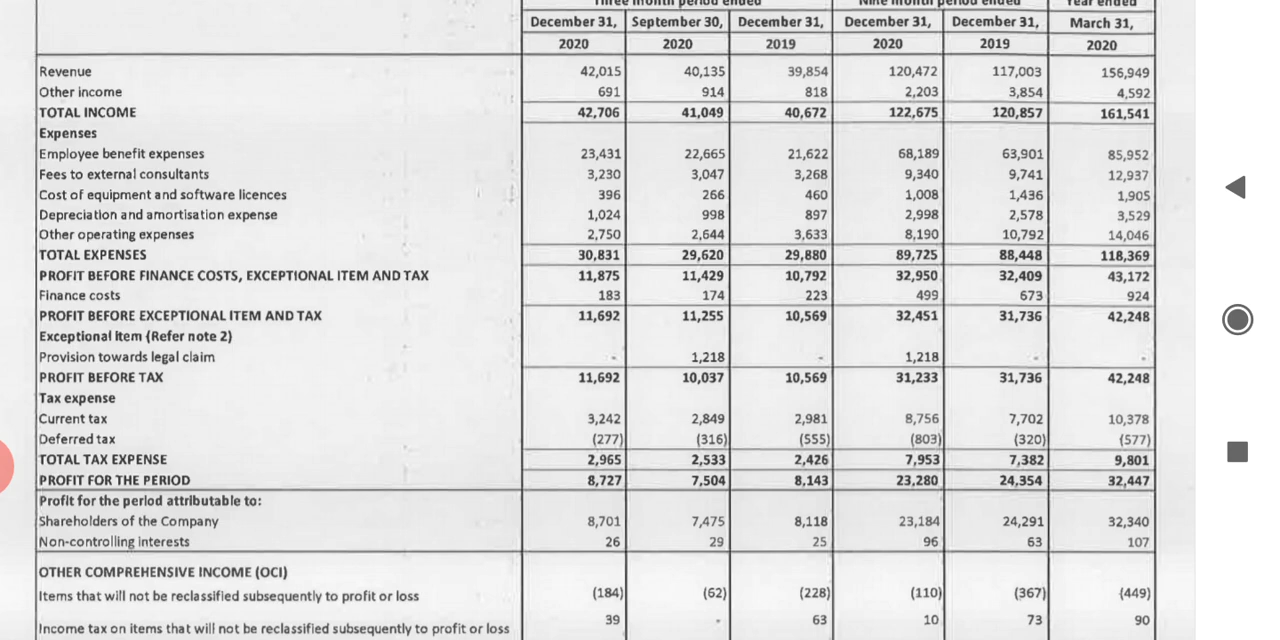 Three month period ended Nine month period ended Year ended
December 31, September 30, December 31, December 31, December 31, March 31,
2020 2020 2019 2020 2019 2020
Revenue 42,015 40,135 39,854 120,472 117,003 156,949
Other income 691 914 818 2,203 3,854 4,592
TOTAL INCOME 42,706 41,049 40,672 122,675 120,857 161,541
Expenses
Employee benefit expenses 23,431 22,665 21,622 68,189 63,901 85,952
Fees to external consultants 3,230 3,047 3,268 9,340 9,741 12,937
Cost of equipment and software licences 396 266 460 1,008 1,436 1,905
Depreciation and amortisation expense 1,024 998 897 2,998 2,578 3,529
Other operating expenses 2,750 2,644 3,633 8,190 10,792 14,046
TOTAL EXPENSES 30,831 29,620 29,880 89,725 88,448 118,369
PROFIT BEFORE FINANCE COSTS, EXCEPTIONAL ITEM AND TAX 11,875 11,429 10,792 32,950 32,409 43,172
Finance costs 183 174 223 499 673 924
PROFIT BEFORE EXCEPTIONAL ITEM AND TAX 11,692 11,255 10,569 32,451 31,736 42,248
Exceptional item (Refer note 2)
Provision towards legal claim - 1,218 - 1,218 - -
PROFIT BEFORE TAX 11,692 10,037 10,569 31,233 31,736 42,248
Tax expense
Current tax 3,242 2,849 2,981 8,756 7,702 10,378
Deferred tax (277) (316) (555) (803) (320) (577)
TOTAL TAX EXPENSE 2,965 2,533 2,426 7,953 7,382 9,801
PROFIT FOR THE PERIOD 8,727 7,504 8,143 23,280 24,354 32,447
Profit for the period attributable to:
Shareholders of the Company 8,701 7,475 8,118 23,184 24,291 32,340
Non-controlling interests 26 29 25 96 63 107
OTHER COMPREHENSIVE INCOME (OCI)
Items that will not be reclassified subsequently to profit or loss (184) (62) (228) (110) (367) (449)
Income tax on items that will not be reclassified subsequently to profit or loss 39 - 63 10 73 90